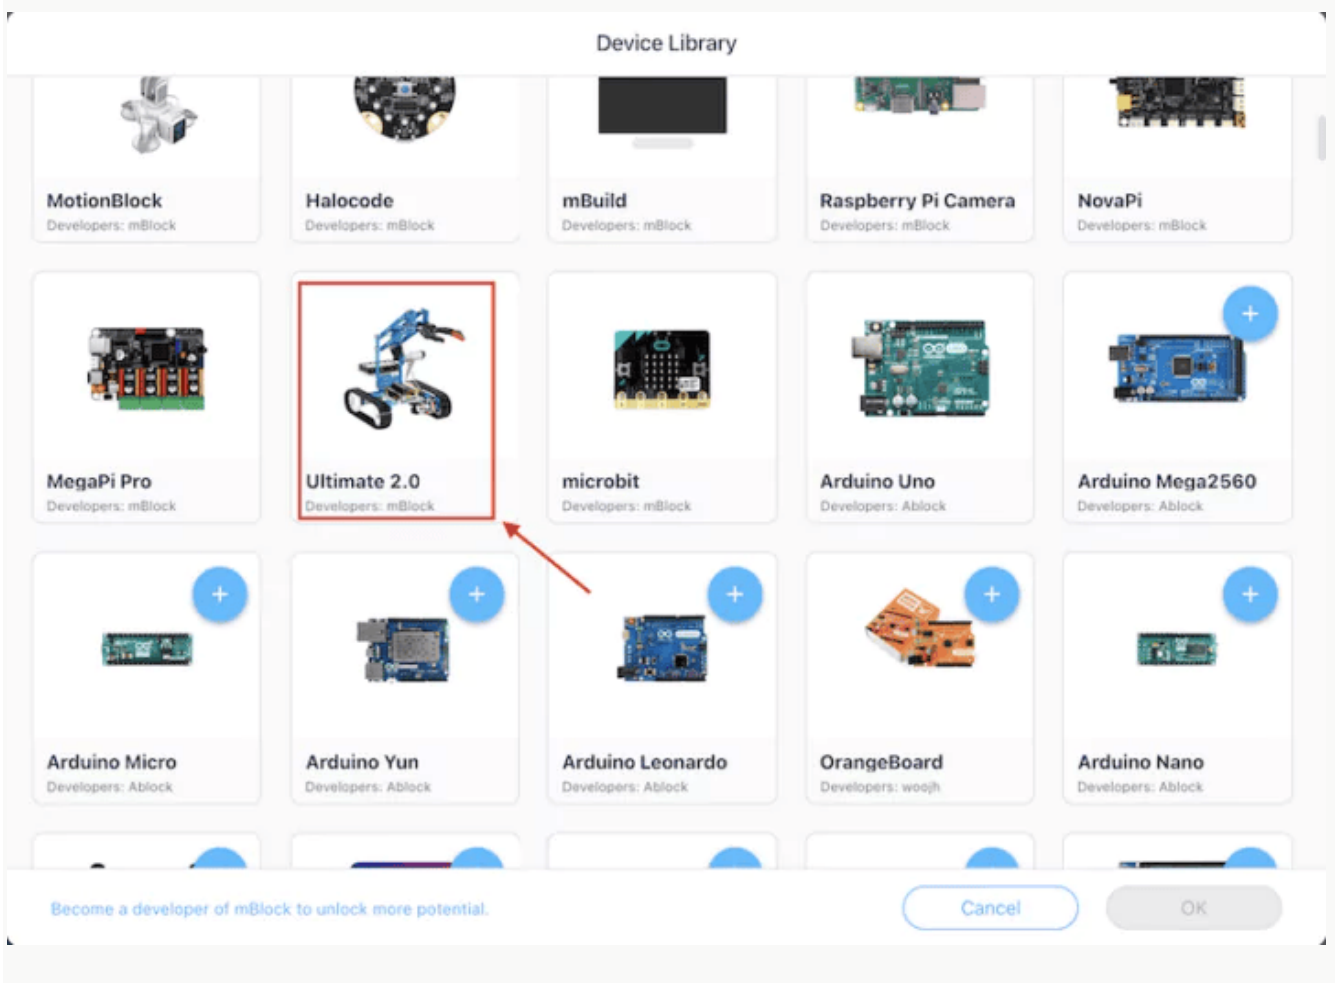 Device Library
MotionBlock
Developers: mBlock
Halocode
Developers: mBlock
mBuild
Developers: mBlock
Raspberry Pi Camera
Developers: mBlock
NovaPi
Developers: mBlock
MegaPi Pro
Developers: mBlock
Ultimate 2.0
Developers: mBlock
microbit
Developers: mBlock
Arduino Uno
Developers: Ablock
+
Arduino Mega2560
Developers: Ablock
+
Arduino Micro
Developers: Ablock
+
Arduino Yun
Developers: Ablock
+
Arduino Leonardo
Developers: Ablock
+
OrangeBoard
Developers: woojh
+
Arduino Nano
Developers: Ablock
Become a developer of mBlock to unlock more potential.
Cancel
OK